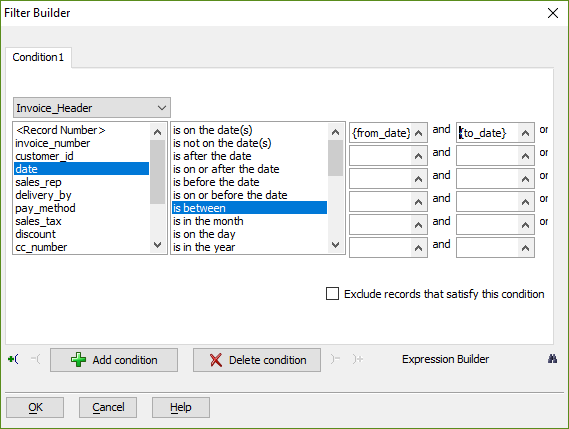 Filter Builder
Condition1
Invoice_Header
<Record Number>
invoice_number
customer_id
date
sales_rep
delivery_by
pay_method
sales_tax
discount
cc_number
is on the date(s)
is not on the date(s)
is after the date
is on or after the date
is before the date
is on or before the date
is between
is in the month
is on the day
is in the year
{from_date} and {to_date} or
and or
and or
and or
and
Exclude records that satisfy this condition
+( -( Add condition Delete condition )- )+ Expression Builder
OK Cancel Help